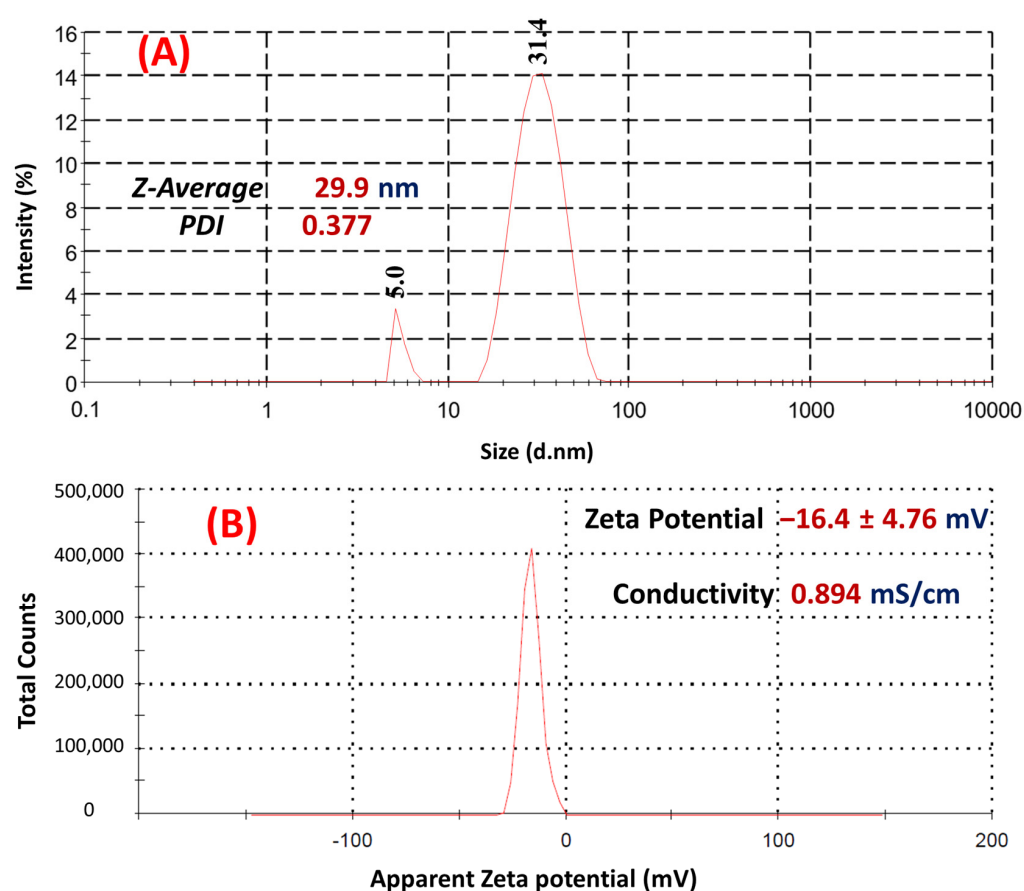 (A)
31.4
16
14
12
10
8
6
4
2
0
Z-Average 29.9 nm
PDI 0.377
5.0
Intensity (%)
0.1 1 10 100 1000 10000
Size (d.nm)
(B)
500,000
400,000
300,000
200,000
100,000
0
Zeta Potential –16.4 ± 4.76 mV
Conductivity 0.894 mS/cm
Total Counts
-100 0 100 200
Apparent Zeta potential (mV)